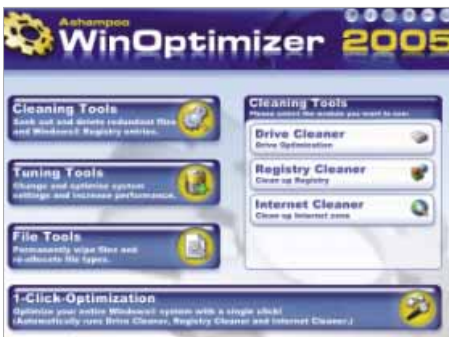 Ashampoo
WinOptimizer 2005
Cleaning Tools
Seek out and delete redundant files
and Windows® Registry entries.
Tuning Tools
Change and optimize system
settings and increase performance.
File Tools
Permanently wipe files and
re-allocate file types.
Cleaning Tools
Please select the module you want to use:
Drive Cleaner
Drive Optimization
Registry Cleaner
Clean up Registry
Internet Cleaner
Clean up Internet zone
1-Click-Optimization
Optimize your entire Windows® system with a single click!
(Automatically runs Drive Cleaner, Registry Cleaner and Internet Cleaner.)